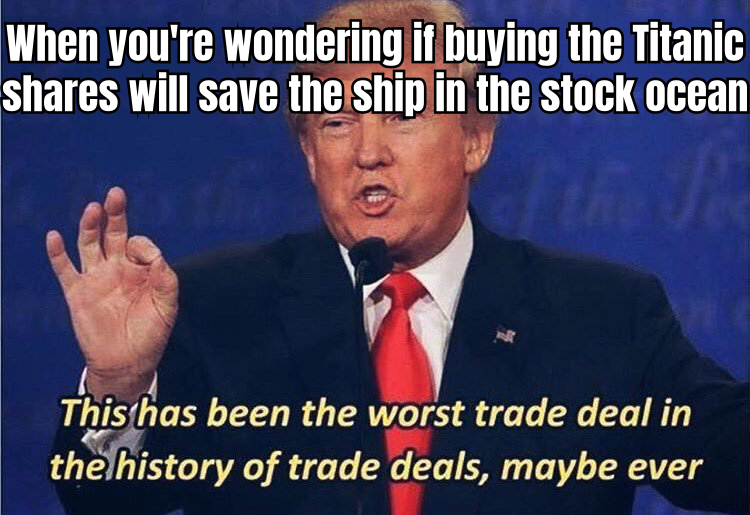 When you're wondering if buying the Titanic
shares will save the ship in the stock ocean
This has been the worst trade deal in
the history of trade deals, maybe ever